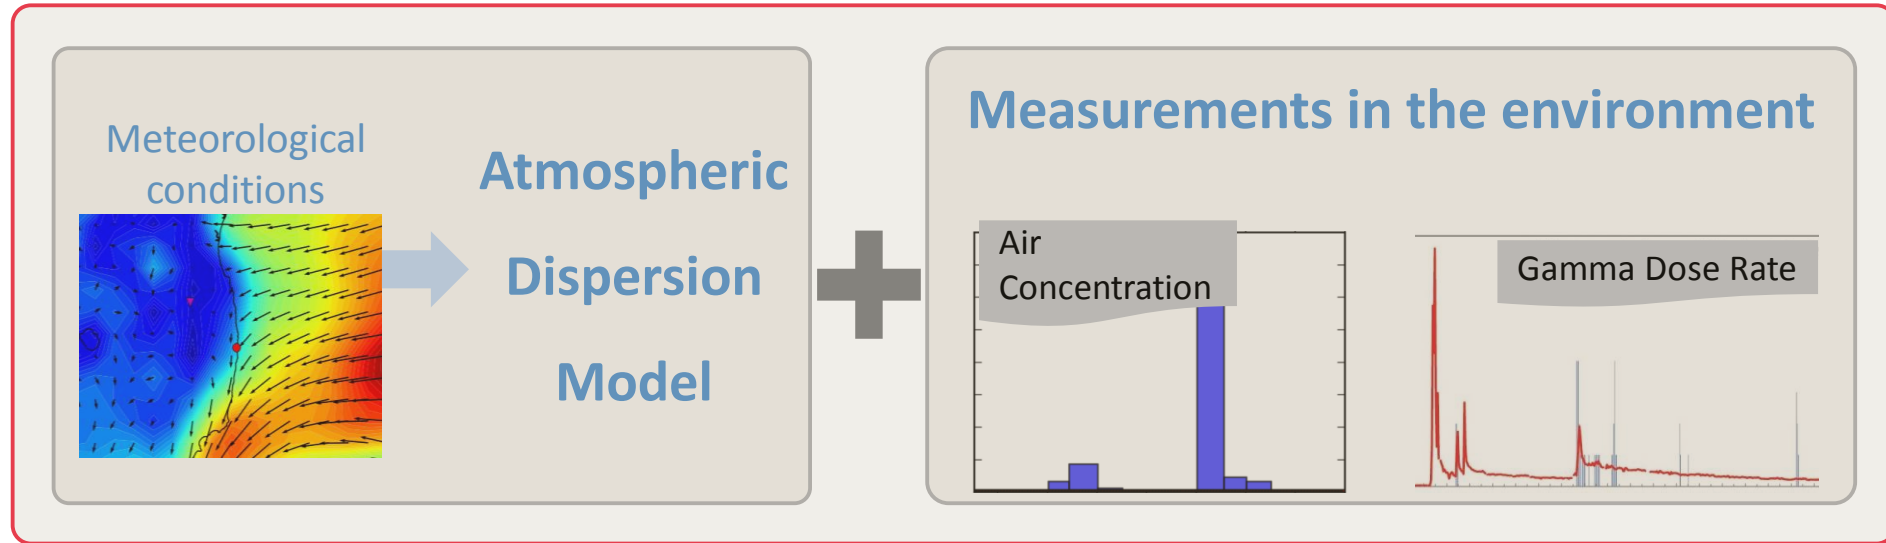 Meteorological
conditions
Atmospheric
Dispersion
Model
Measurements in the environment
Air
Concentration
Gamma Dose Rate